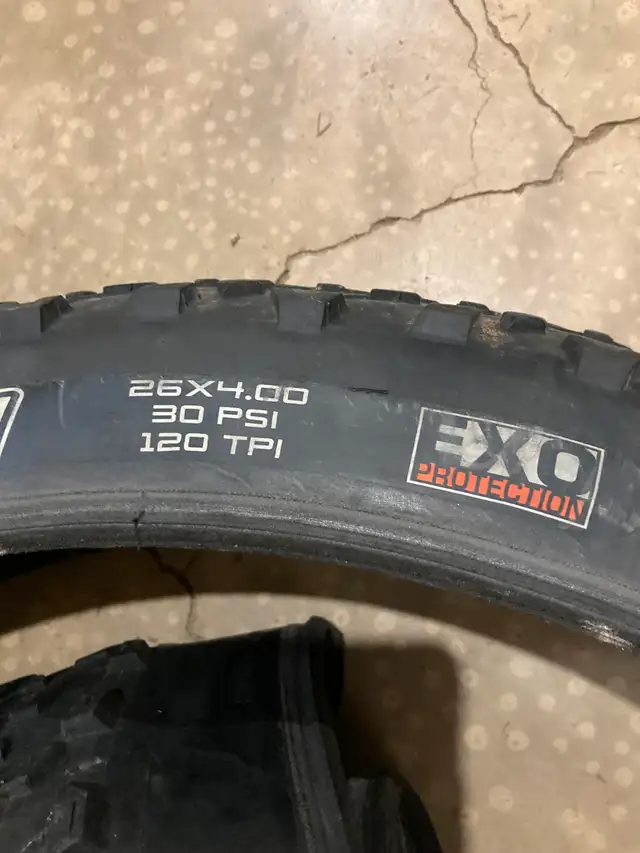 26X4.00
30 PSI
120 TPI
EXO
PROTECTION